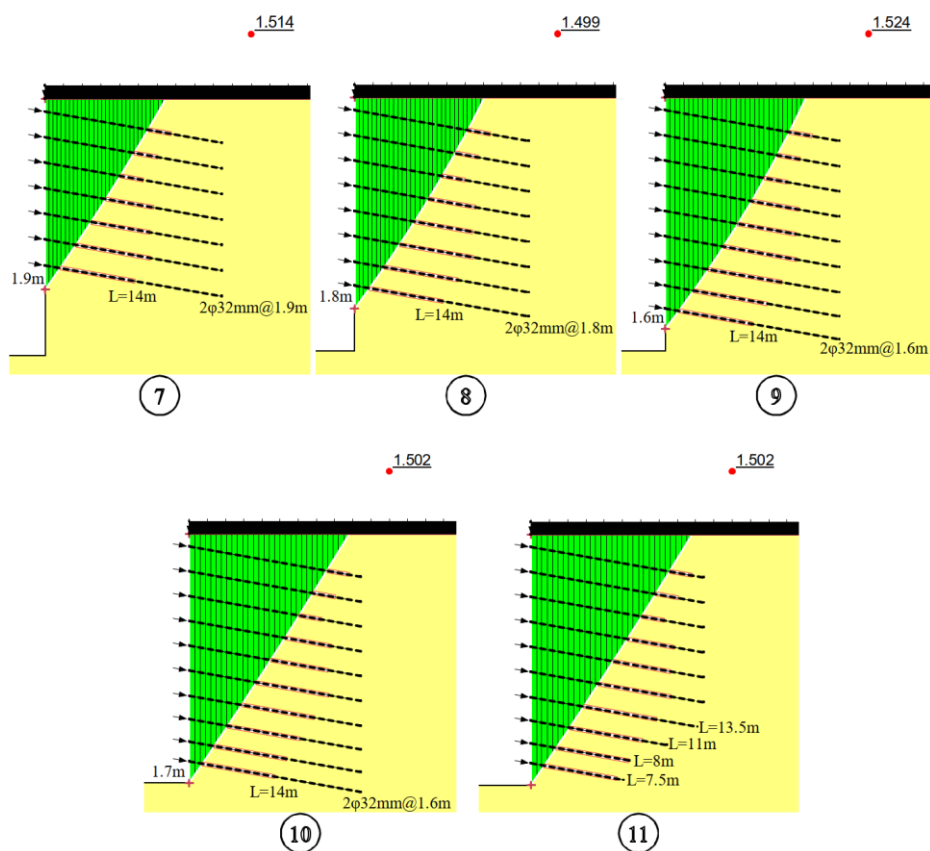 1.514
1.499
1.524
1.9m
L=14m
2φ32mm@1.9m
1.8m
L=14m
2φ32mm@1.8m
1.6m
L=14m
2φ32mm@1.6m
7
8
9
1.502
1.502
1.7m
L=14m
2φ32mm@1.6m
L=13.5m
L=11m
L=8m
L=7.5m
10
11